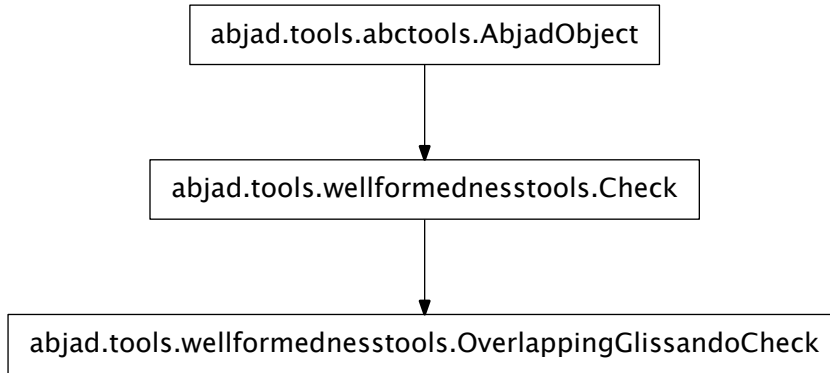 abjad.tools.abctools.AbjadObject
abjad.tools.wellformednesstools.Check
abjad.tools.wellformednesstools.OverlappingGlissandoCheck